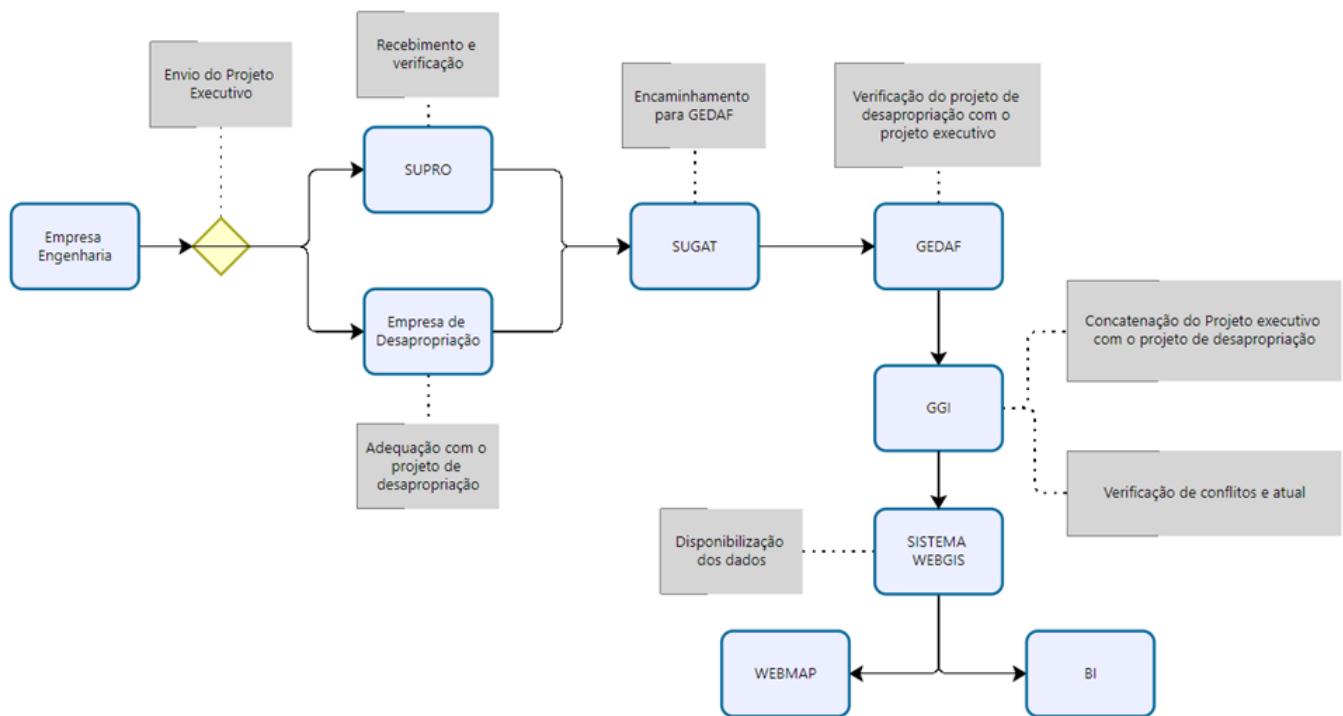 Envio do Projeto
Executivo
Recebimento e
verificação
Encaminhamento
para GEDAF
Verificação do projeto de
desapropriação com o
projeto executivo
SUPRO
Empresa
Engenharia
SUGAT
GEDAF
Empresa de
Desapropriação
Concatenação do Projeto executivo
com o projeto de desapropriação
GGI
Adequação com o
projeto de
desapropriação
Verificação de conflitos e atual
Disponibilização
dos dados
SISTEMA
WEBGIS
WEBMAP
BI